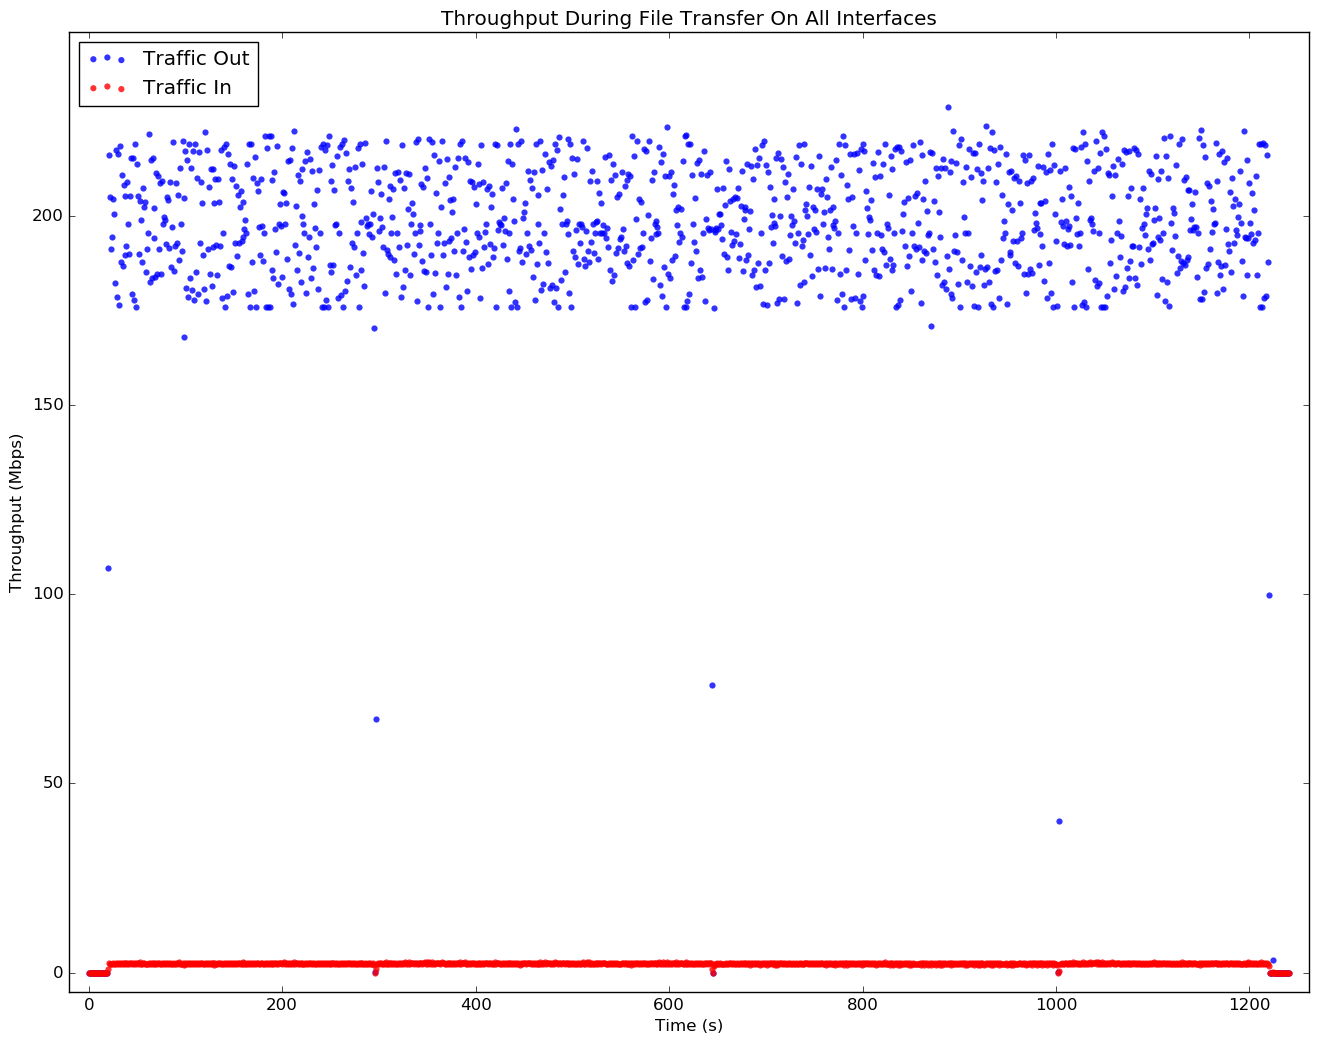 Throughput During File Transfer On All Interfaces
Traffic Out
Traffic In
Throughput (Mbps)
200
150
100
50
0
0 200 400 600 800 1000 1200
Time (s)